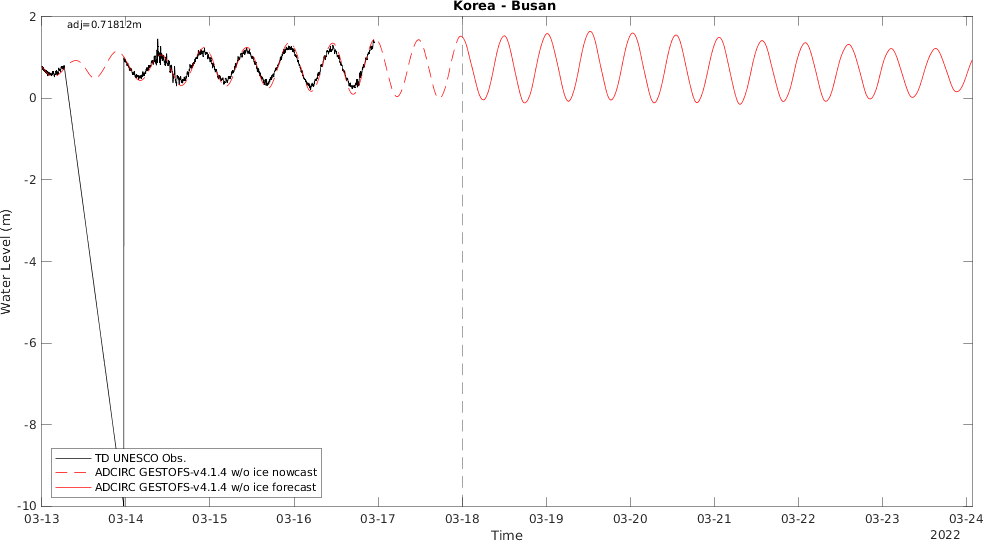 Korea - Busan
adj=0.71812m
2
0
-2
-4
-6
-8
-10
Water Level (m)
TD UNESCO Obs.
ADCIRC GESTOFS-v4.1.4 w/o ice nowcast
ADCIRC GESTOFS-v4.1.4 w/o ice forecast
03-13 03-14 03-15 03-16 03-17 03-18 03-19 03-20 03-21 03-22 03-23 03-24
Time
2022